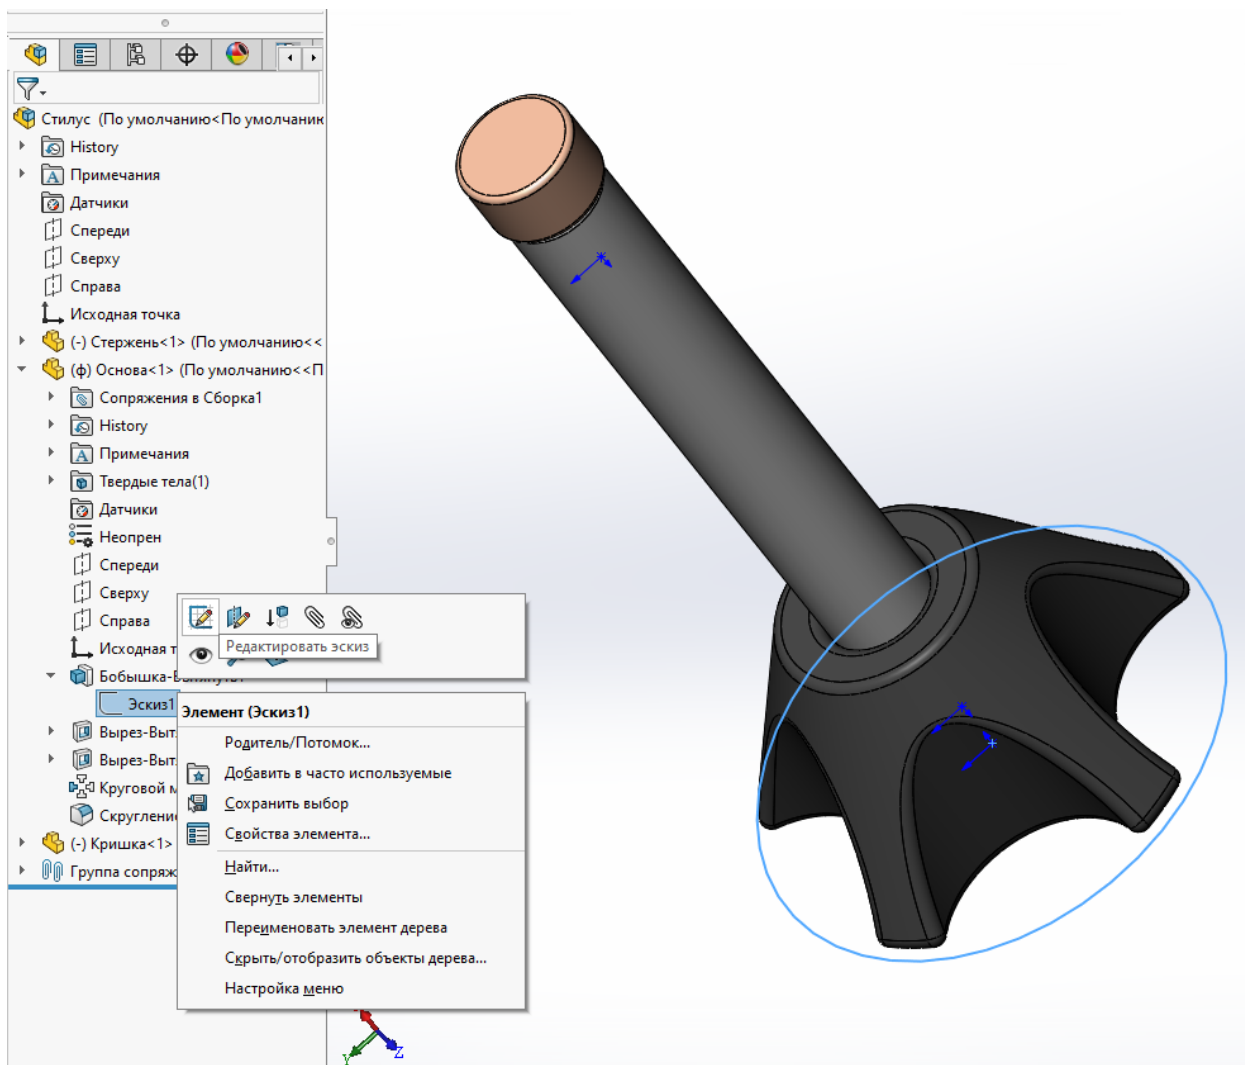 Стилус (По умолчанию<По умолчаник
History
Примечания
Датчики
Спереди
Сверху
Справа
Исходная точка
(-) Стержень<1> (По умолчанию<<
(ф) Основа<1> (По умолчанию<<П
Сопряжения в Сборка1
History
Примечания
Твердые тела(1)
Датчики
Неопрен
Спереди
Сверху
Справа
Исходная т
Редактировать эскиз
Бобышка-
Эскиз1
Элемент (Эскиз1)
Вырез-Выт
Родитель/Потомок...
Вырез-Выт
Добавить в часто используемые
Круговой м
Сохранить выбор
Скруглени
Свойства элемента...
(-) Кришка<1>
Группа сопряж
Найти...
Свернуть элементы
Переименовать элемент дерева
Скрыть/отобразить объекты дерева...
Настройка меню
Y
Z